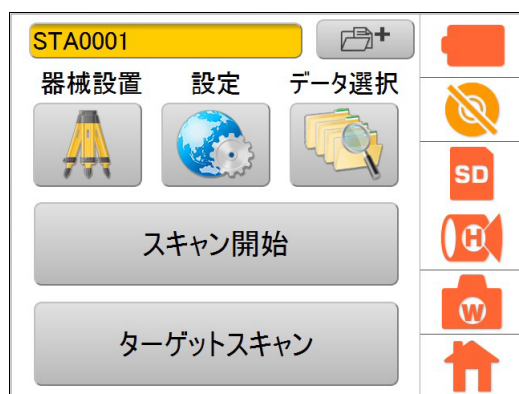 STA0001
器械設置 設定 データ選択
スキャン開始
ターゲットスキャン
SD
H
W